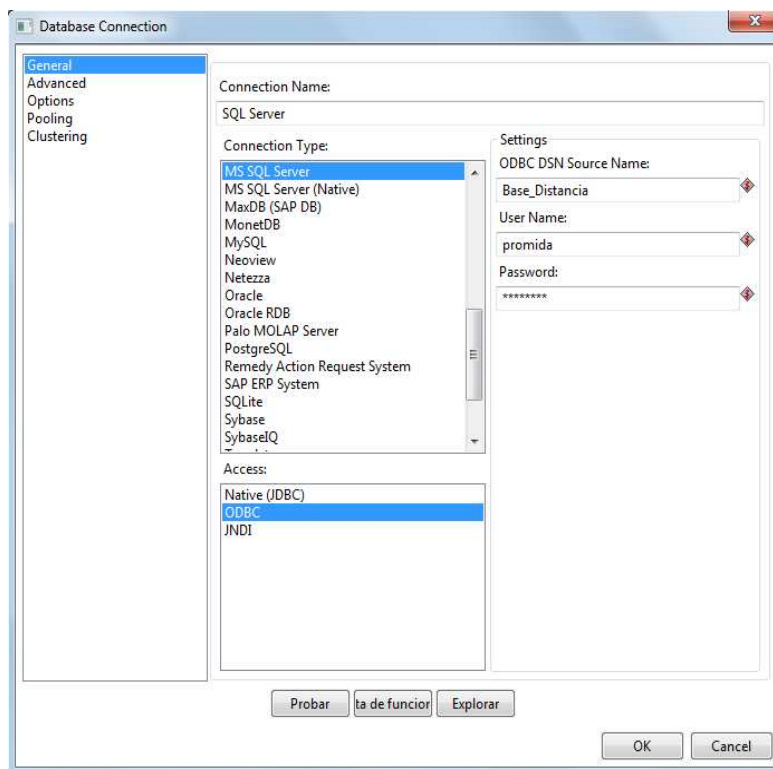 Database Connection
General
Advanced
Options
Pooling
Clustering
Connection Name:
SQL Server
Connection Type:
MS SQL Server
MS SQL Server (Native)
MaxDB (SAP DB)
MonetDB
MySQL
Neoview
Netezza
Oracle
Oracle RDB
Palo MOLAP Server
PostgreSQL
Remedy Action Request System
SAP ERP System
SQLite
Sybase
SybaseIQ
Access:
Native (JDBC)
ODBC
JNDI
Settings
ODBC DSN Source Name:
Base_Distancia
User Name:
promida
Password:
********
Probar
ta de funcior
Explorar
OK
Cancel